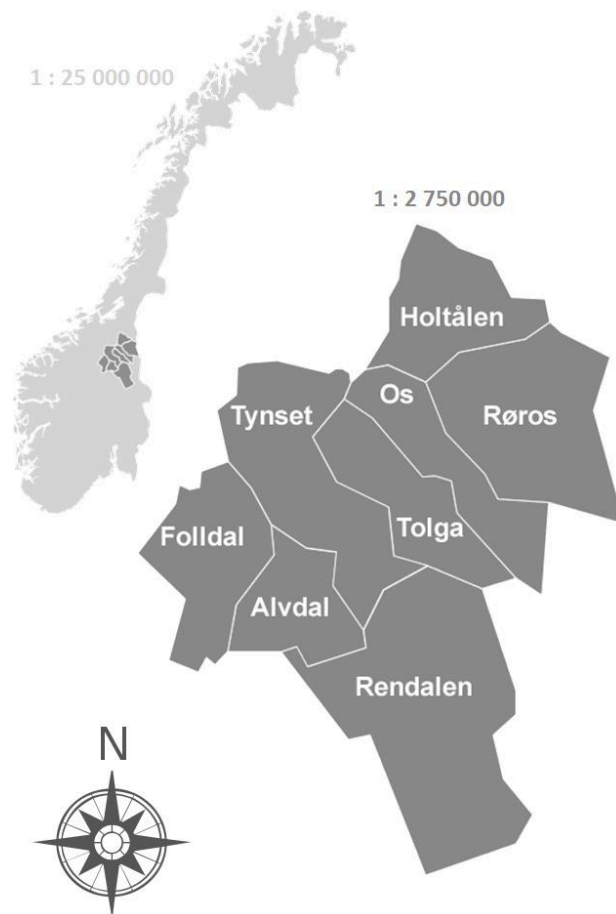 1 : 25 000 000
1 : 2 750 000
Holtålen
Os
Tynset
Røros
Tolga
Folldal
Alvdal
Rendalen
N